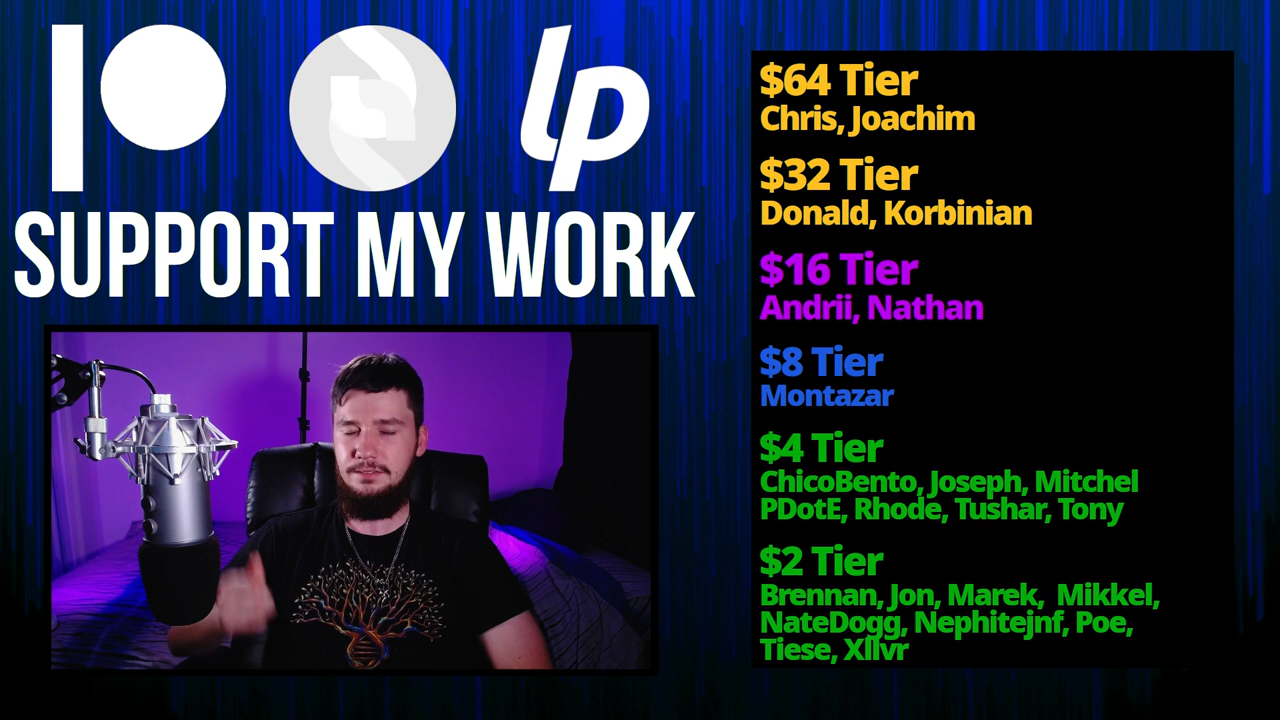 lp
SUPPORT MY WORK
$64 Tier
Chris, Joachim
$32 Tier
Donald, Korbinian
$16 Tier
Andrii, Nathan
$8 Tier
Montazar
$4 Tier
ChicoBento, Joseph, Mitchel
PDotE, Rhode, Tushar, Tony
$2 Tier
Brennan, Jon, Marek, Mikkel,
NateDogg, Nephitejnf, Poe,
Tiese, Xllvr